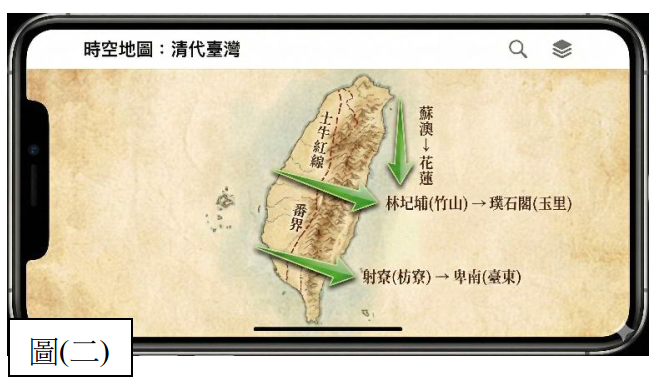 時空地圖：清代臺灣
土牛紅線
番界
蘇澳→花蓮
林圮埔(竹山)→璞石閣(玉里)
射寮(枋寮)→卑南(臺東)
圖(二)